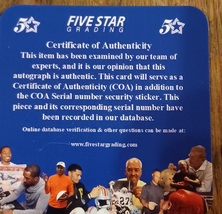 5 FIVE STAR 5
GRADING
Certificate of Authenticity
This item has been examined by our team of
experts, and it is our opinion that this
autograph is authentic. This card will serve as a
Certificate of Authenticity (COA) in addition to
the COA Serial number security sticker. This
piece and its corresponding serial number have
been recorded in our database.
Online database verification & other questions can be made at:
www.fivestargrading.com
27